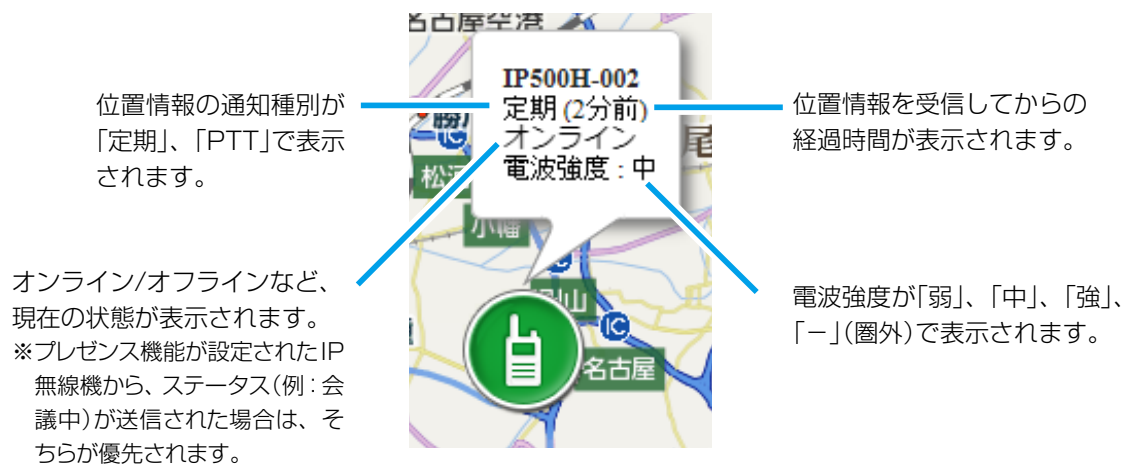 名古屋空港
位置情報の通知種別が
「定期」、「PTT」で表示
されます。
IP500H-002
定期 (2分前)
オンライン
電波強度 : 中
位置情報を受信してからの
経過時間が表示されます。
勝
IC
尾
松河
小幡
オンライン/オフラインなど、
現在の状態が表示されます。
※プレゼンス機能が設定されたIP
無線機から、ステータス(例:会
議中)が送信された場合は、そ
ちらが優先されます。
電波強度が「弱」、「中」、「強」、
「－」(圏外)で表示されます。
山
IC
名古屋